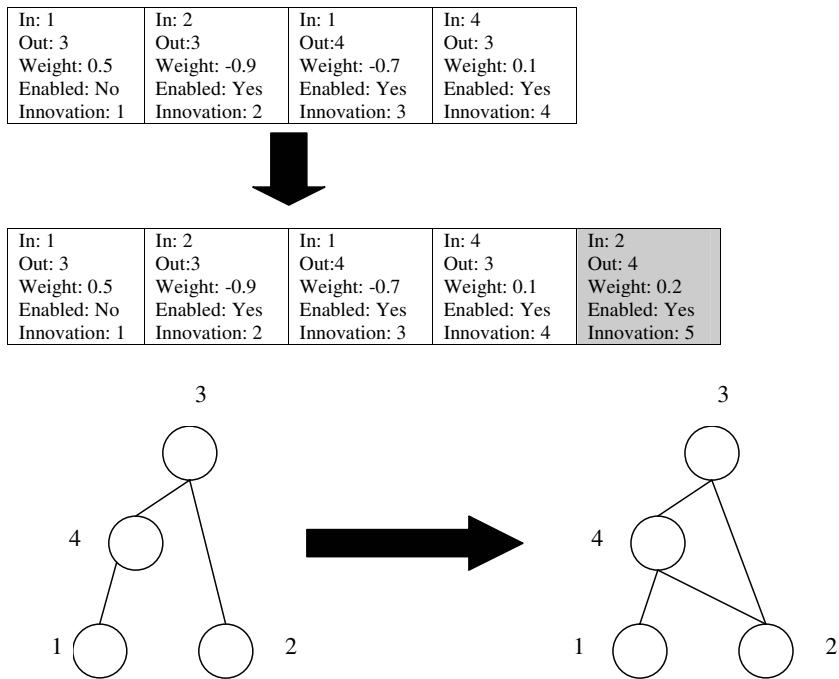 In: 1
Out: 3
Weight: 0.5
Enabled: No
Innovation: 1
In: 2
Out:3
Weight: -0.9
Enabled: Yes
Innovation: 2
In: 1
Out:4
Weight: -0.7
Enabled: Yes
Innovation: 3
In: 4
Out: 3
Weight: 0.1
Enabled: Yes
Innovation: 4
In: 1
Out: 3
Weight: 0.5
Enabled: No
Innovation: 1
In: 2
Out:3
Weight: -0.9
Enabled: Yes
Innovation: 2
In: 1
Out:4
Weight: -0.7
Enabled: Yes
Innovation: 3
In: 4
Out: 3
Weight: 0.1
Enabled: Yes
Innovation: 4
In: 2
Out: 4
Weight: 0.2
Enabled: Yes
Innovation: 5
3
4
1
2
3
4
1
2